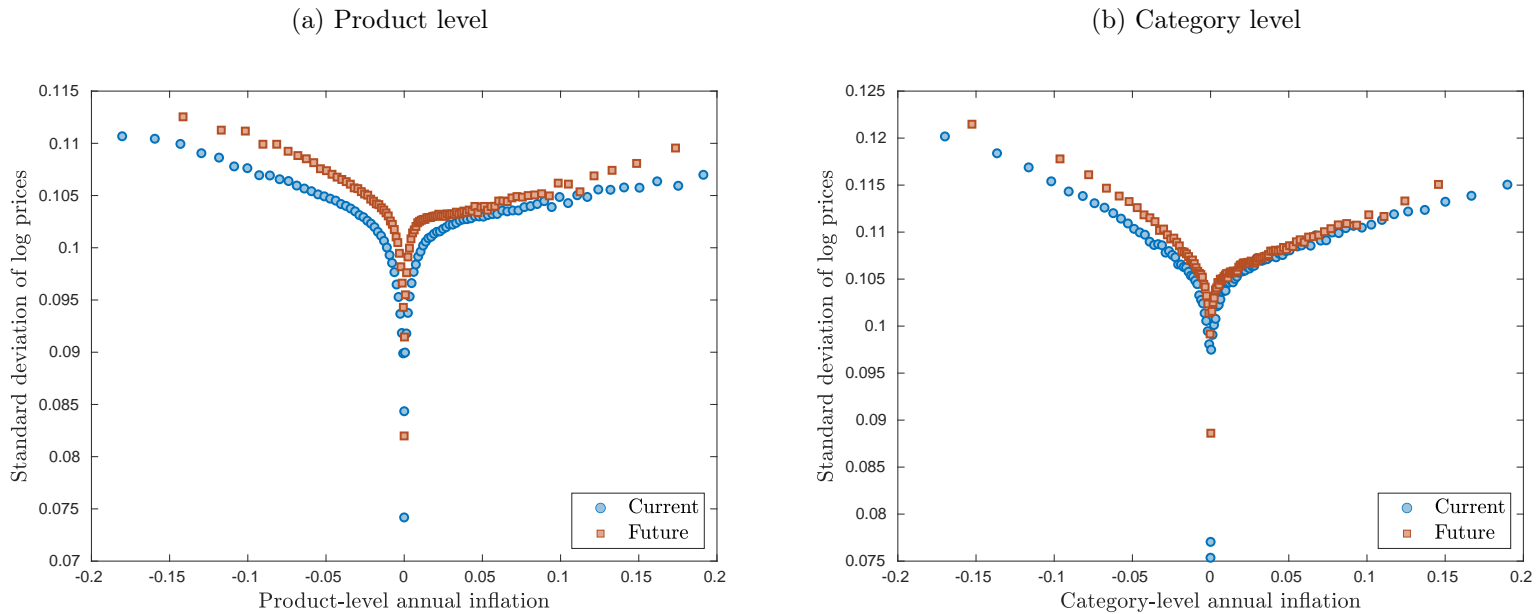 (a) Product level
0.115
0.11
0.105
0.1
0.095
0.09
0.085
0.08
0.075
0.07
Standard deviation of log prices
-0.2 -0.15 -0.1 -0.05 0 0.05 0.1 0.15 0.2
Product-level annual inflation
Current
Future
(b) Category level
0.125
0.12
0.115
0.11
0.105
0.1
0.095
0.09
0.085
0.08
0.075
Standard deviation of log prices
-0.2 -0.15 -0.1 -0.05 0 0.05 0.1 0.15 0.2
Category-level annual inflation
Current
Future